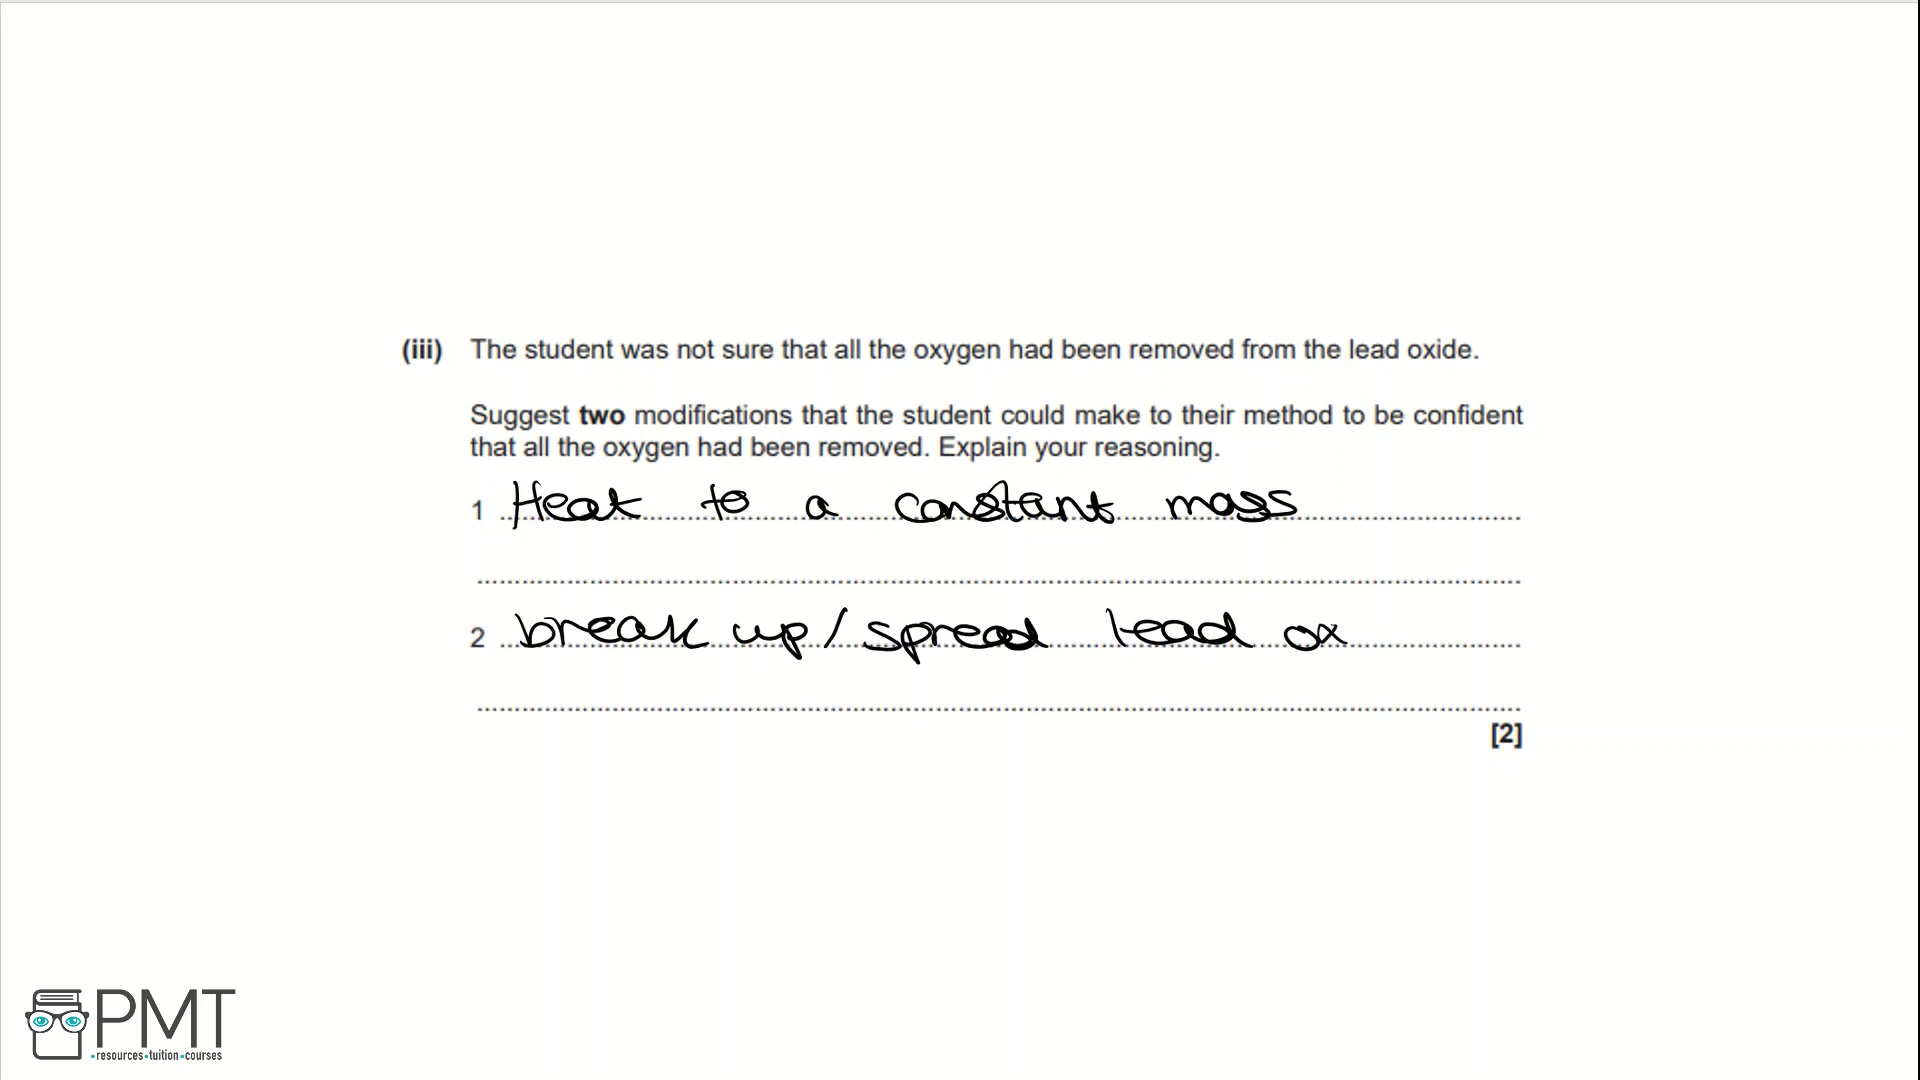 (iii) The student was not sure that all the oxygen had been removed from the lead oxide.
Suggest two modifications that the student could make to their method to be confident
that all the oxygen had been removed. Explain your reasoning.
1 Heat to a constant mass
2 break up / spread lead ox
[2]
PMT
•resources•tuition•courses